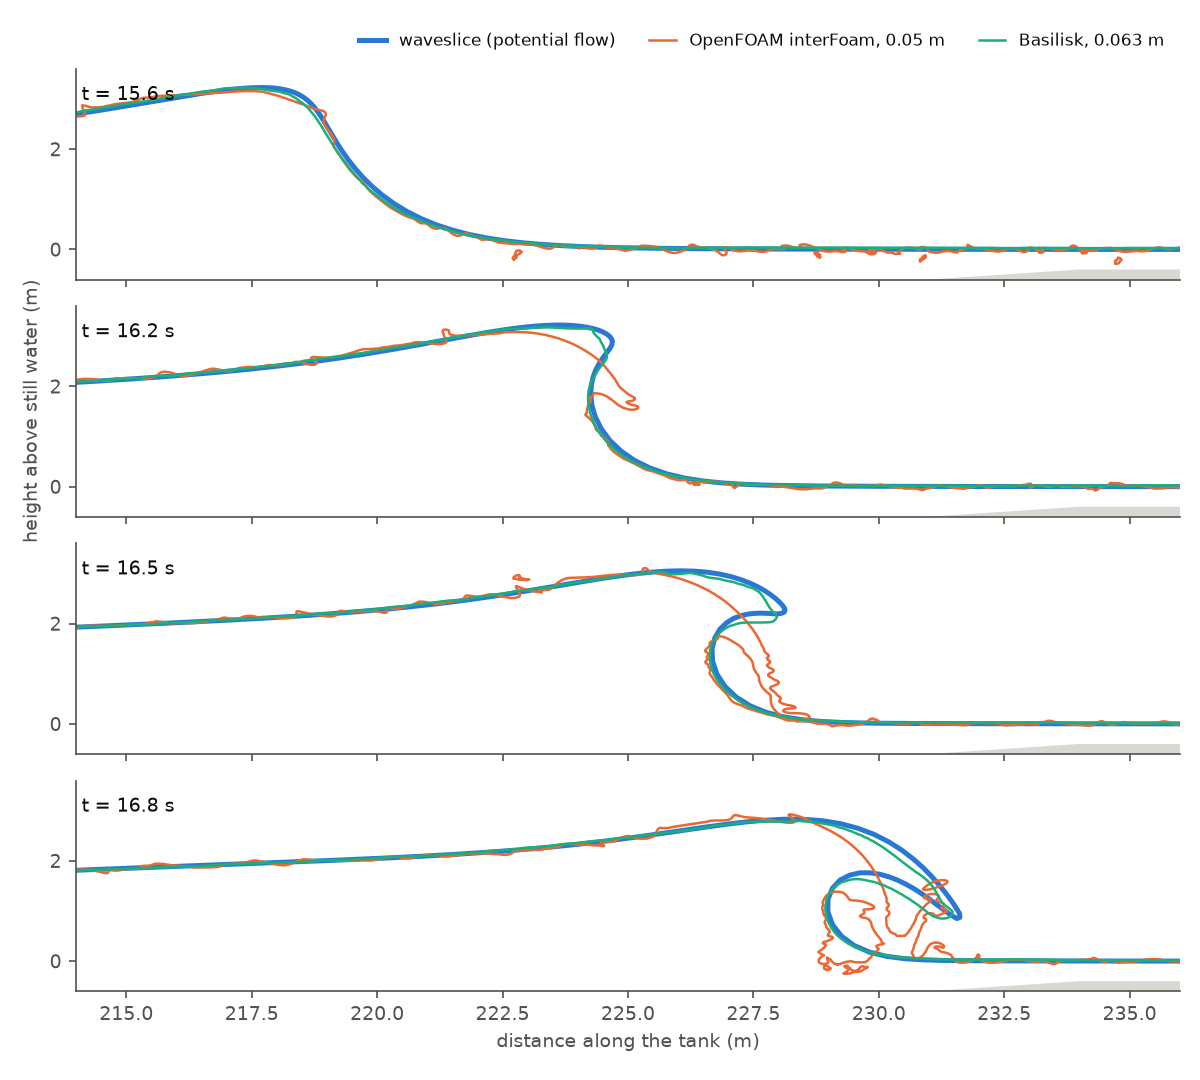 waveslice (potential flow) OpenFOAM interFoam, 0.05 m Basilisk, 0.063 m
t = 15.6 s
2
0
t = 16.2 s
2
0
height above still water (m)
t = 16.5 s
2
0
t = 16.8 s
2
0
215.0 217.5 220.0 222.5 225.0 227.5 230.0 232.5 235.0
distance along the tank (m)